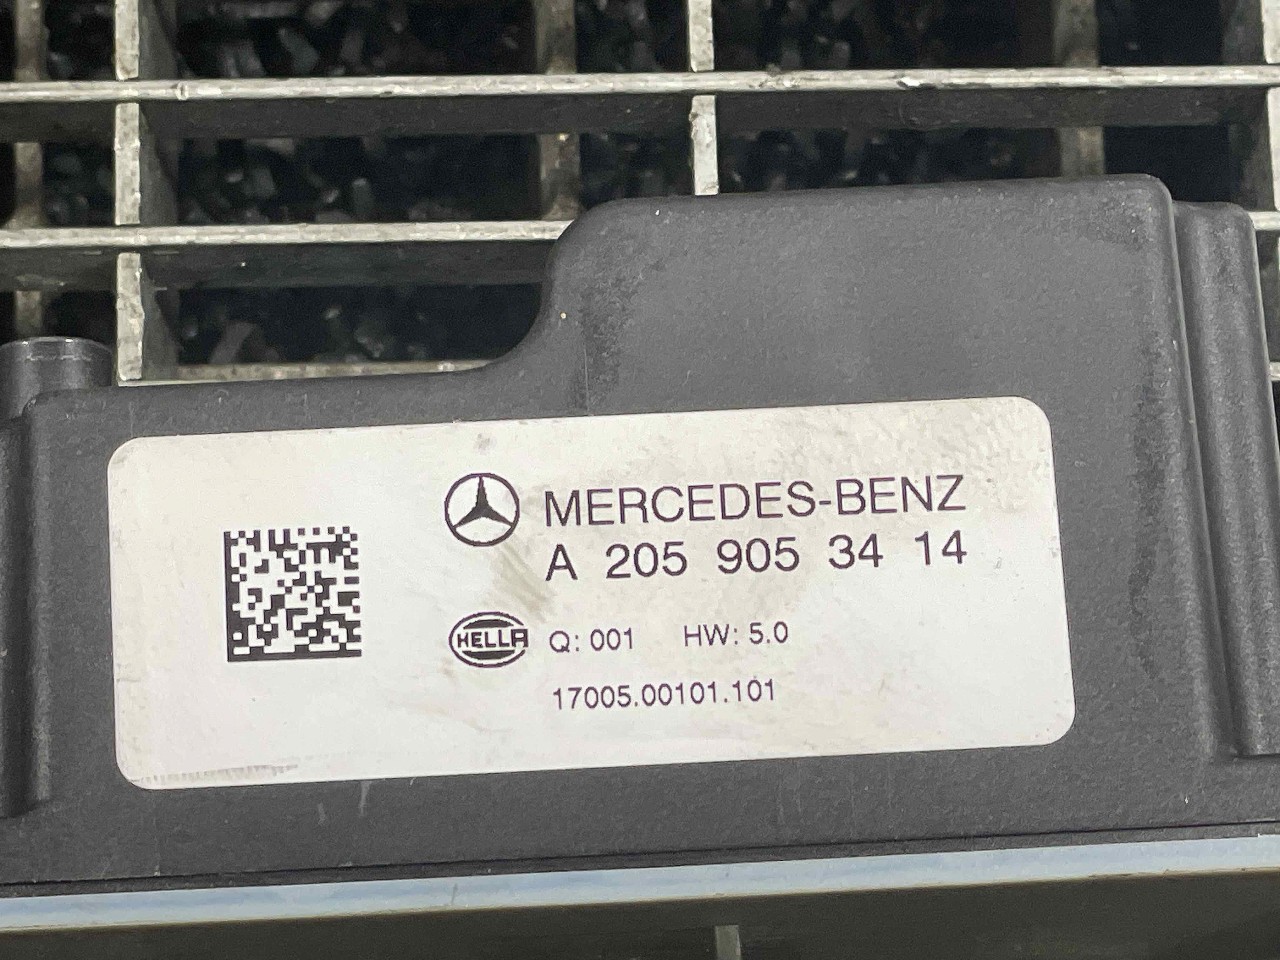 MERCEDES-BENZ
A 205 905 34 14
HELLA Q: 001 HW: 5.0
17005.00101.101